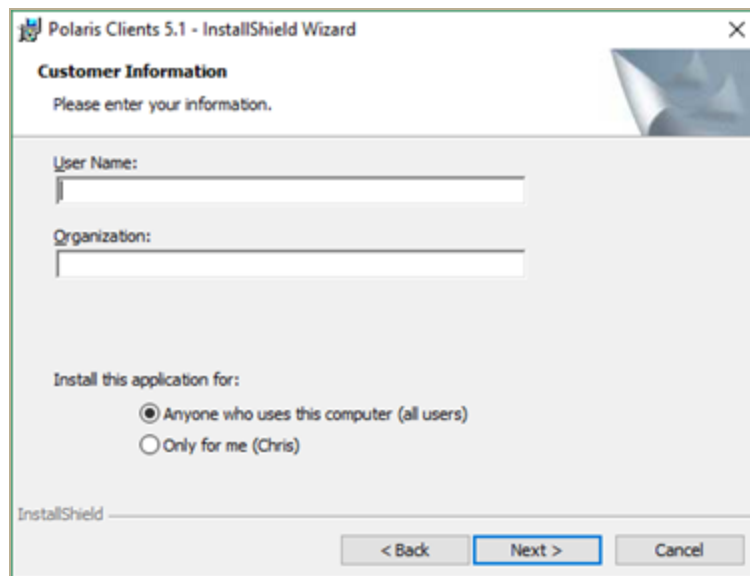 Polaris Clients 5.1 - InstallShield Wizard
Customer Information
Please enter your information.
User Name:
Organization:
Install this application for:
Anyone who uses this computer (all users)
Only for me (Chris)
InstallShield
< Back Next > Cancel